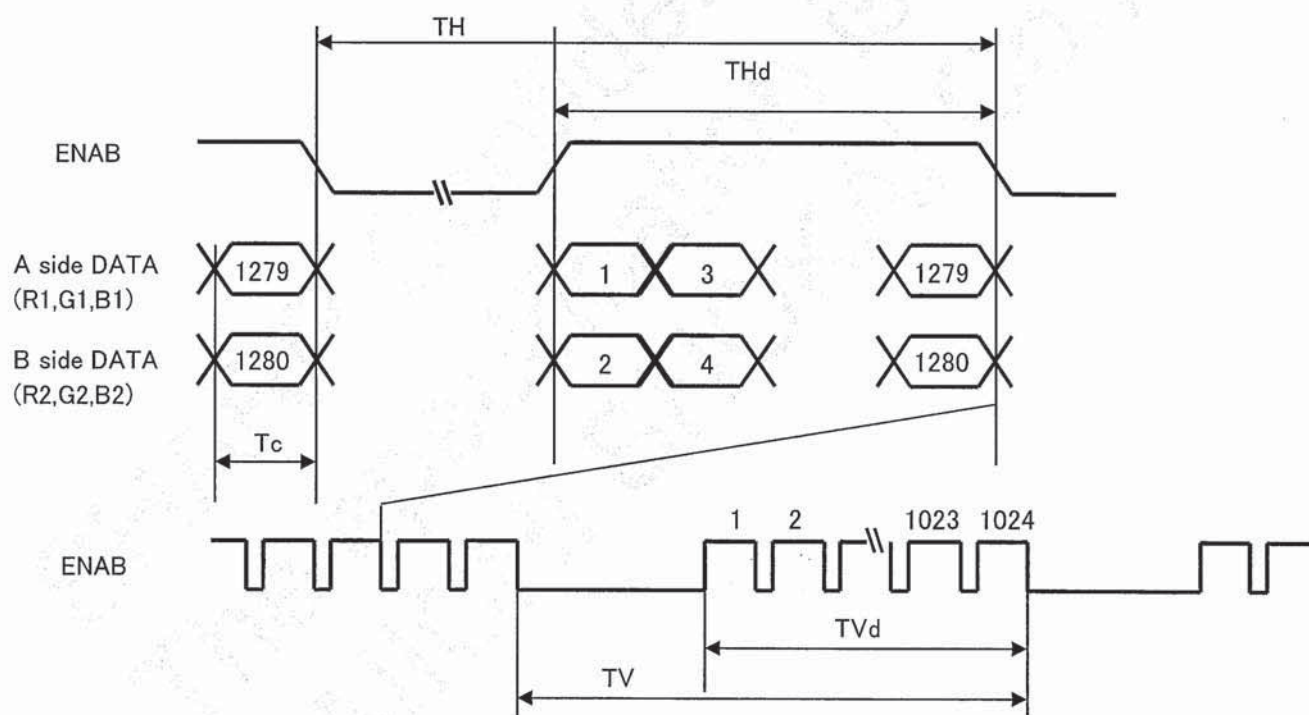 TH
THd
ENAB
A side DATA
(R1,G1,B1)
1279
1
3
1279
B side DATA
(R2,G2,B2)
1280
2
4
1280
Tc
1
2
1023
1024
ENAB
TVd
TV